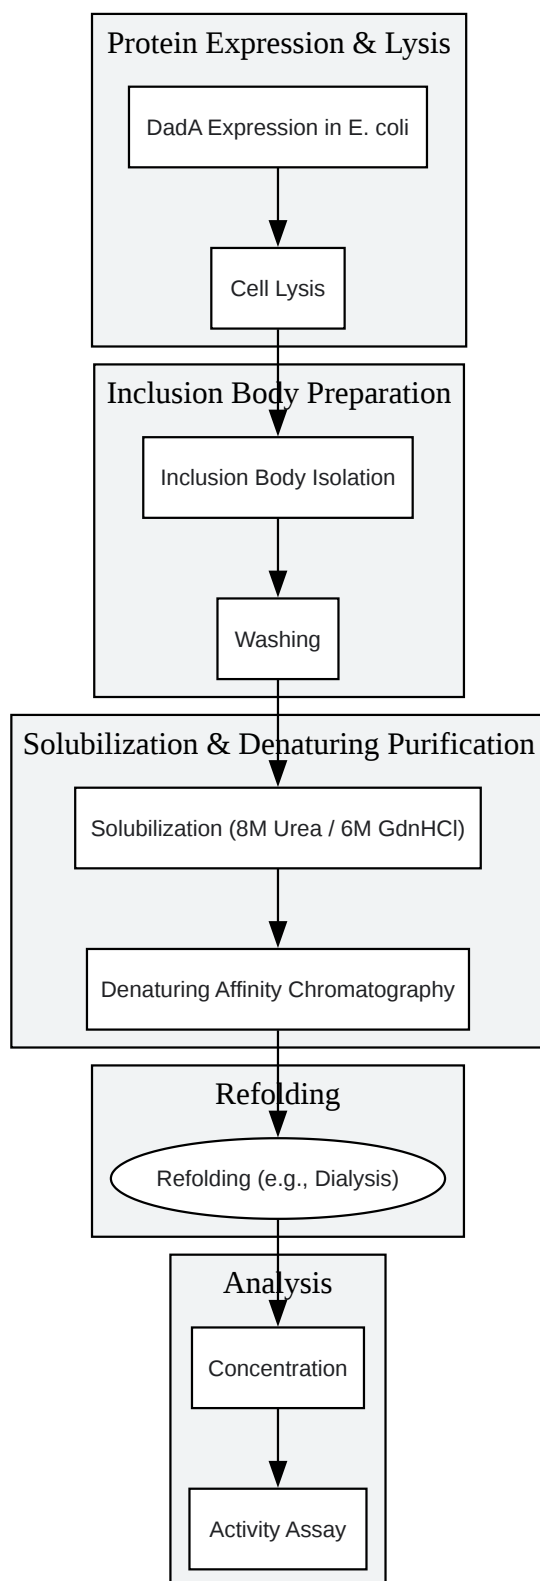 Protein Expression & Lysis
DadA Expression in E. coli
Cell Lysis
Inclusion Body Preparation
Inclusion Body Isolation
Washing
Solubilization & Denaturing Purification
Solubilization (8M Urea / 6M GdnHCl)
Denaturing Affinity Chromatography
Refolding
Refolding (e.g., Dialysis)
Analysis
Concentration
Activity Assay